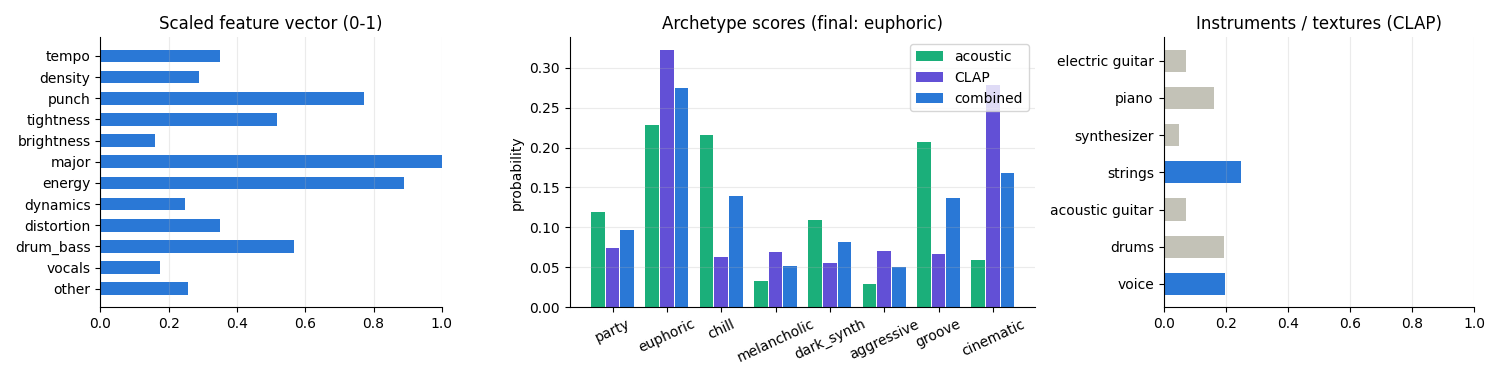 Scaled feature vector (0-1)
tempo
density
punch
tightness
brightness
major
energy
dynamics
distortion
drum_bass
vocals
other
0.0 0.2 0.4 0.6 0.8 1.0
Archetype scores (final: euphoric)
acoustic
CLAP
combined
probability
0.30
0.25
0.20
0.15
0.10
0.05
0.00
party euphoric chill melancholic dark_synth aggressive groove cinematic
Instruments / textures (CLAP)
electric guitar
piano
synthesizer
strings
acoustic guitar
drums
voice
0.0 0.2 0.4 0.6 0.8 1.0